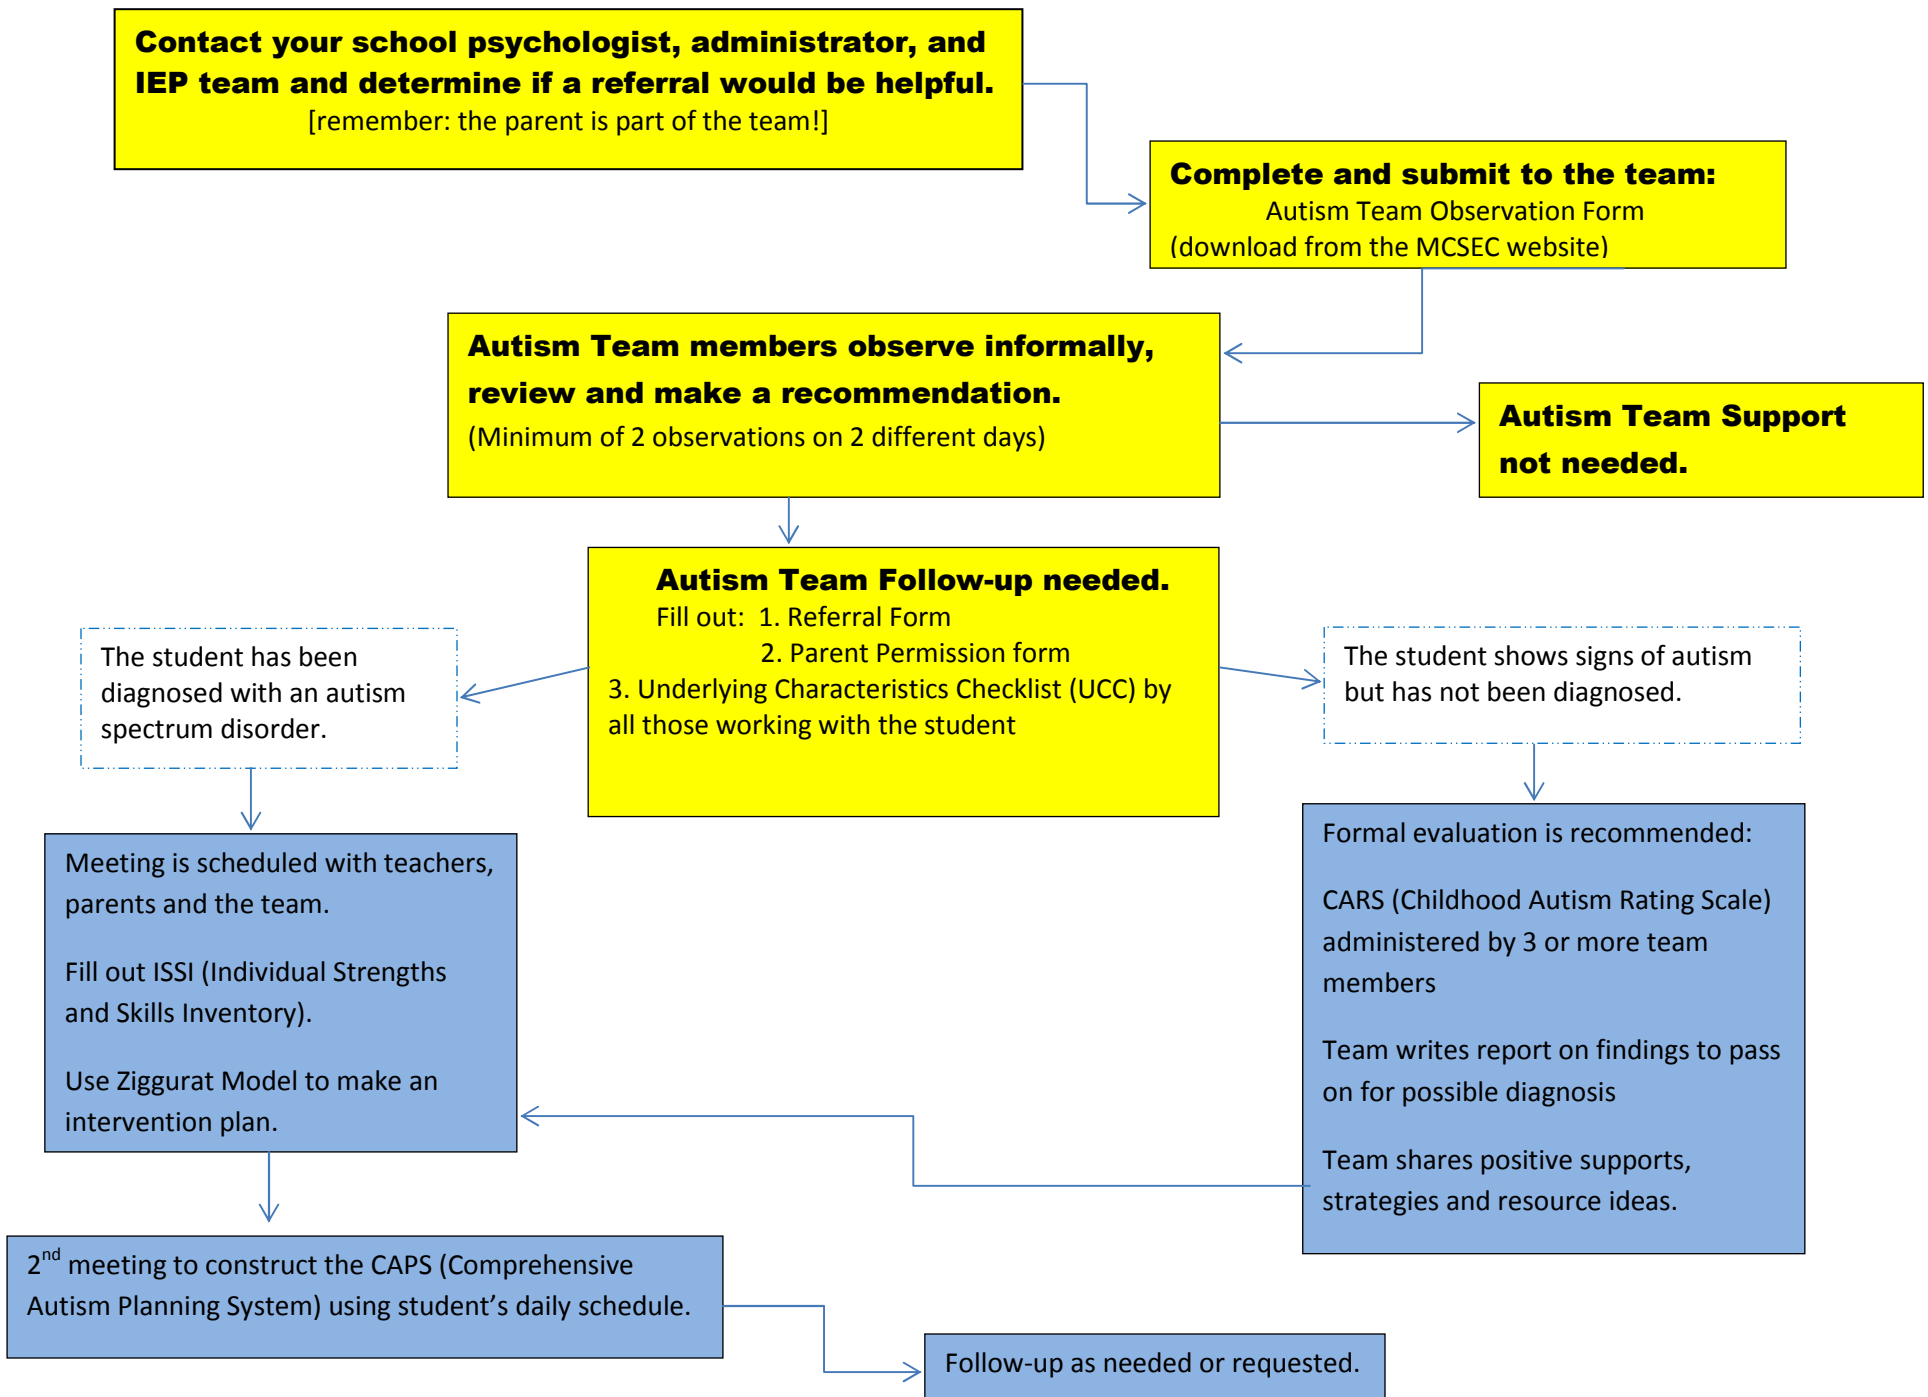 Contact your school psychologist, administrator, and
IEP team and determine if a referral would be helpful.
[remember: the parent is part of the team!]
Complete and submit to the team:
Autism Team Observation Form
(download from the MCSEC website)
Autism Team members observe informally,
review and make a recommendation.
(Minimum of 2 observations on 2 different days)
Autism Team Support
not needed.
Autism Team Follow-up needed.
Fill out:  1. Referral Form
2. Parent Permission form
3. Underlying Characteristics Checklist (UCC) by
all those working with the student
The student has been
diagnosed with an autism
spectrum disorder.
The student shows signs of autism
but has not been diagnosed.
Meeting is scheduled with teachers,
parents and the team.
Fill out ISSI (Individual Strengths
and Skills Inventory).
Use Ziggurat Model to make an
intervention plan.
Formal evaluation is recommended:
CARS (Childhood Autism Rating Scale)
administered by 3 or more team
members
Team writes report on findings to pass
on for possible diagnosis
Team shares positive supports,
strategies and resource ideas.
2nd meeting to construct the CAPS (Comprehensive
Autism Planning System) using student’s daily schedule.
Follow-up as needed or requested.